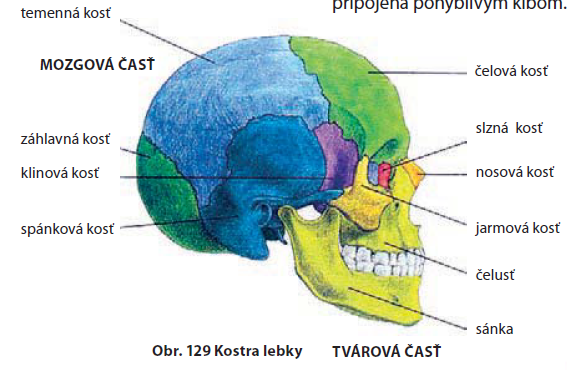 pripojená pohyblivým kĺbom.
temenná kosť
MOZGOVÁ ČASŤ
čelová kosť
slzná kosť
záhlavná kosť
klinová kosť
nosová kosť
spánková kosť
jarmová kosť
čelusť
sánka
Obr. 129 Kostra lebky
TVÁROVÁ ČASŤ